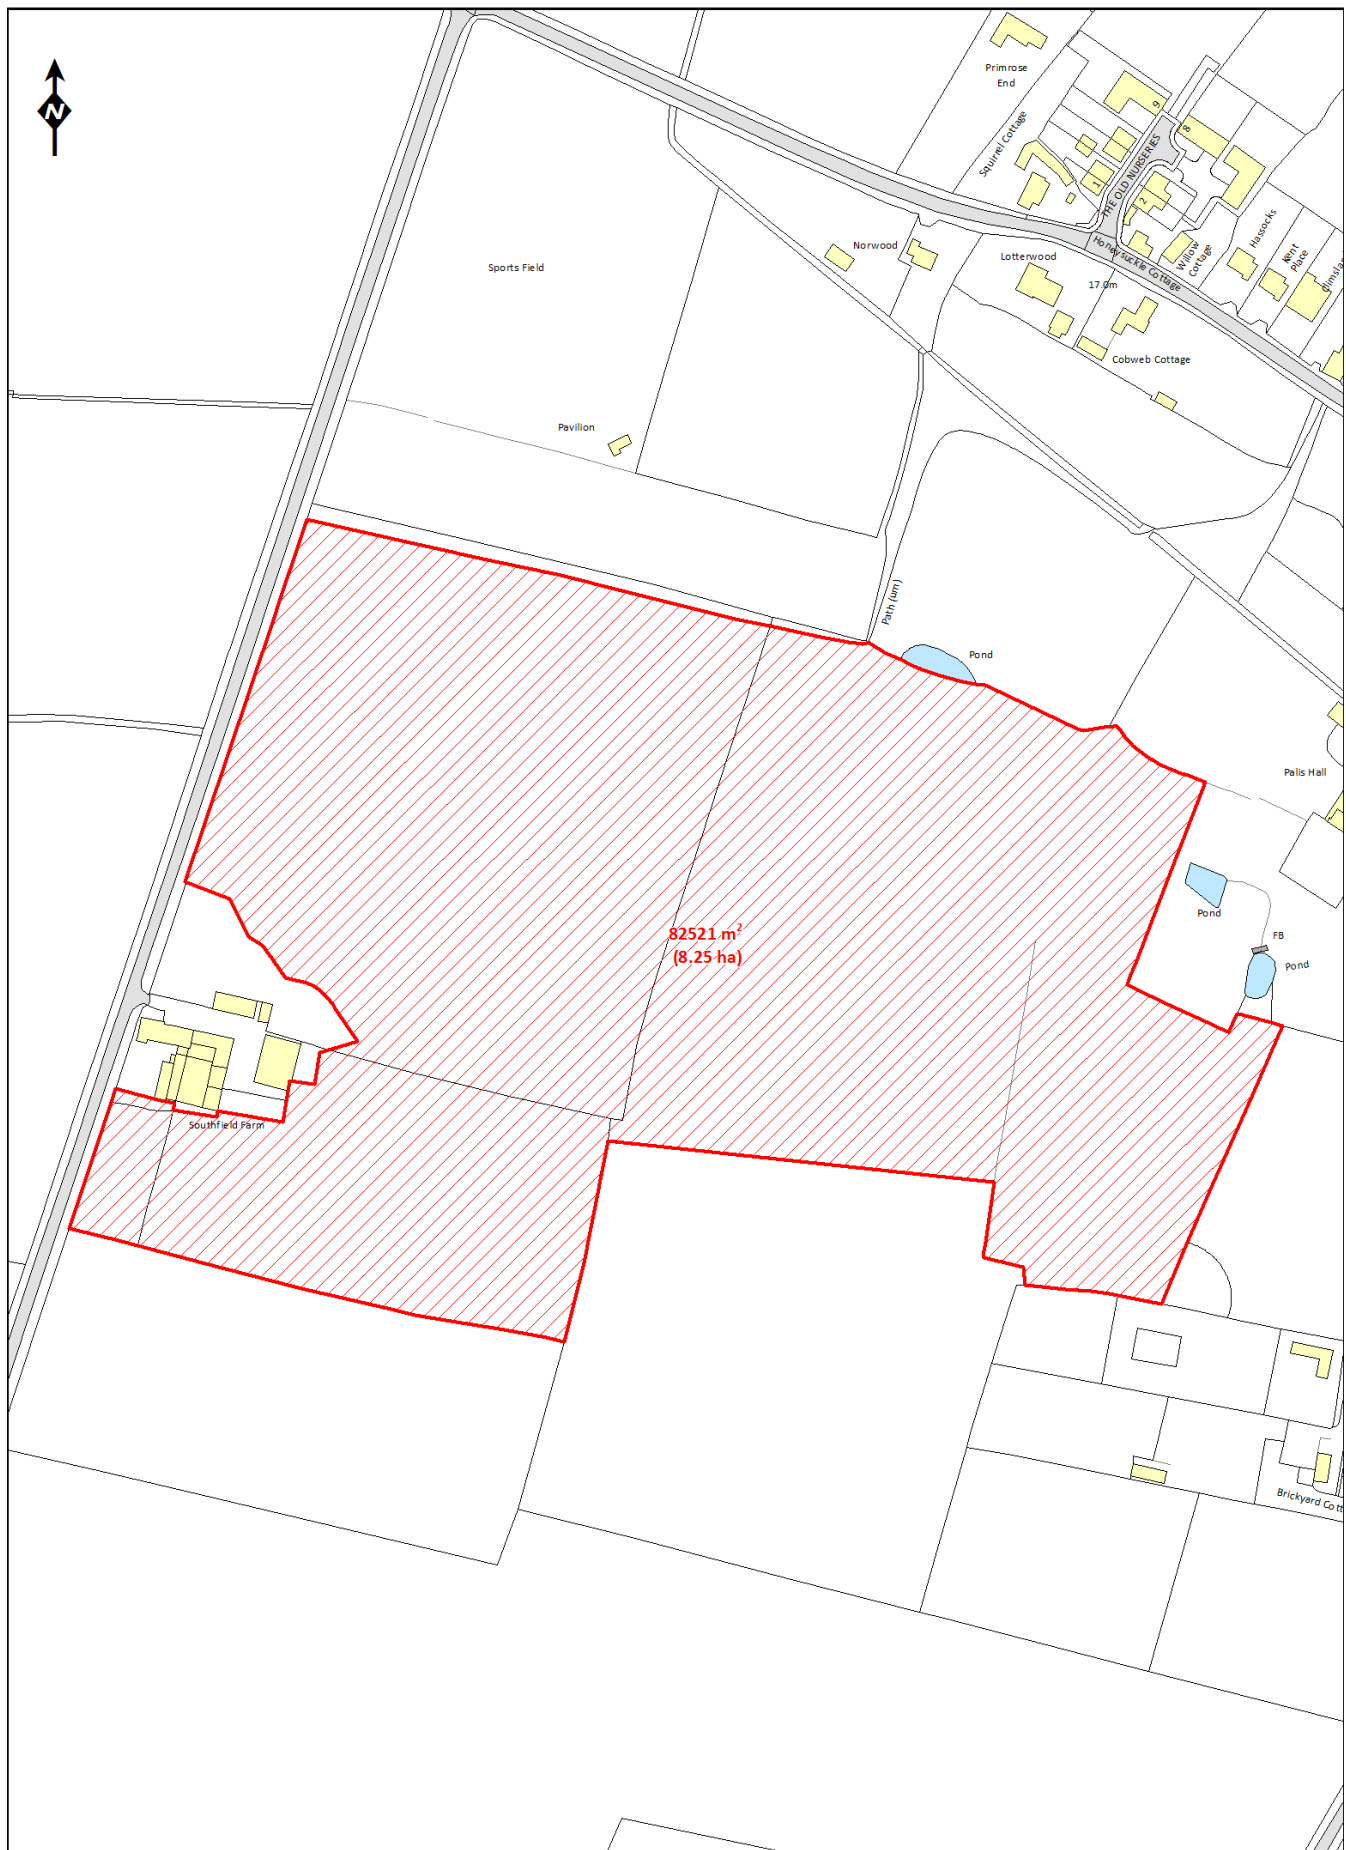 N
Primrose
End
Squirrel Cottage
9
8
THE OLD NURSERIES
1
2
Hassocks
Kent
Place
Willow
Cottage
Honeysuckle Cottage
Norwood
Lotterwood
17.0m
Sports Field
Cobweb Cottage
Pavilion
Path (um)
Pond
Palis Hall
Pond
FB
Pond
82521 m²
(8.25 ha)
Southfield Farm
Brickyard Cott